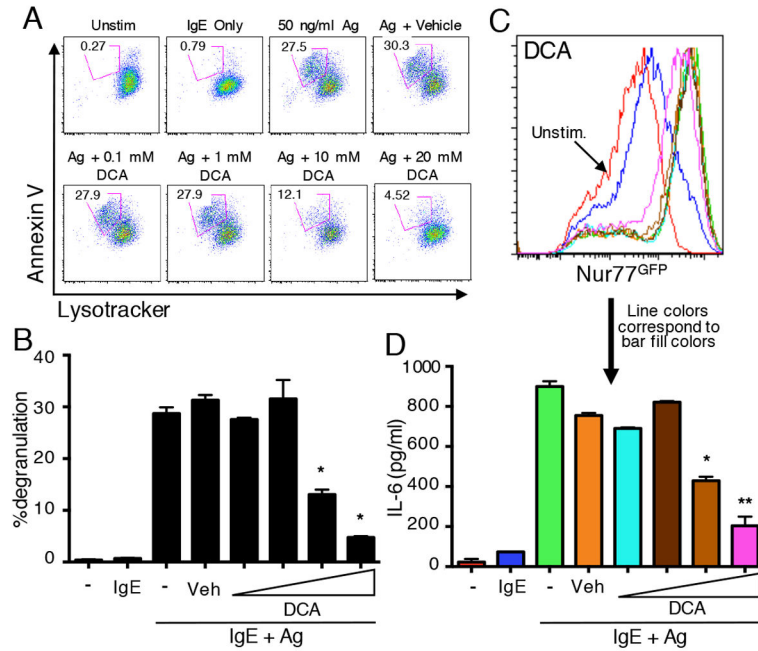 A
Unstim IgE Only 50 ng/ml Ag Ag + Vehicle
0.27 0.79 27.5 30.3
Ag + 0.1 mM Ag + 1 mM Ag + 10 mM Ag + 20 mM
DCA DCA DCA DCA
27.9 27.9 12.1 4.52
Annexin V
Lysotracker
C
DCA
Unstim.
Nur77GFP
Line colors
correspond to
bar fill colors
B
40
30
20
10
0
%degranulation
* *
- IgE - Veh
DCA
IgE + Ag
D
1000
800
600
400
200
0
IL-6 (pg/ml)
* **
- IgE - Veh
DCA
IgE + Ag